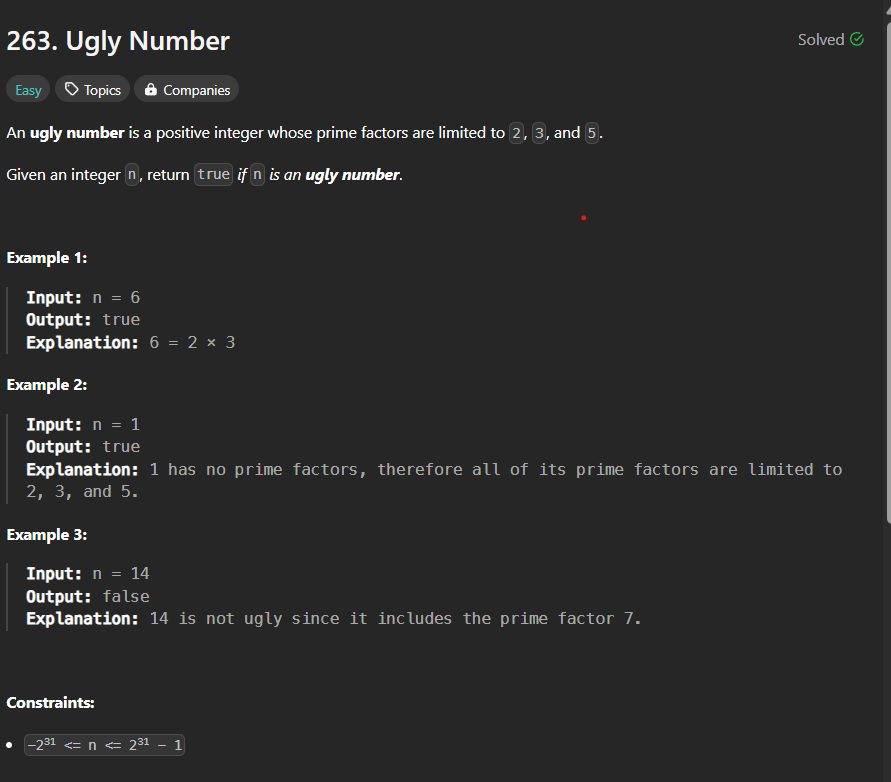 263. Ugly Number
Solved
Easy Topics Companies
An ugly number is a positive integer whose prime factors are limited to 2, 3, and 5.
Given an integer n, return true if n is an ugly number.
Example 1:
Input: n = 6
Output: true
Explanation: 6 = 2 × 3
Example 2:
Input: n = 1
Output: true
Explanation: 1 has no prime factors, therefore all of its prime factors are limited to
2, 3, and 5.
Example 3:
Input: n = 14
Output: false
Explanation: 14 is not ugly since it includes the prime factor 7.
Constraints:
• -2³¹ <= n <= 2³¹ - 1